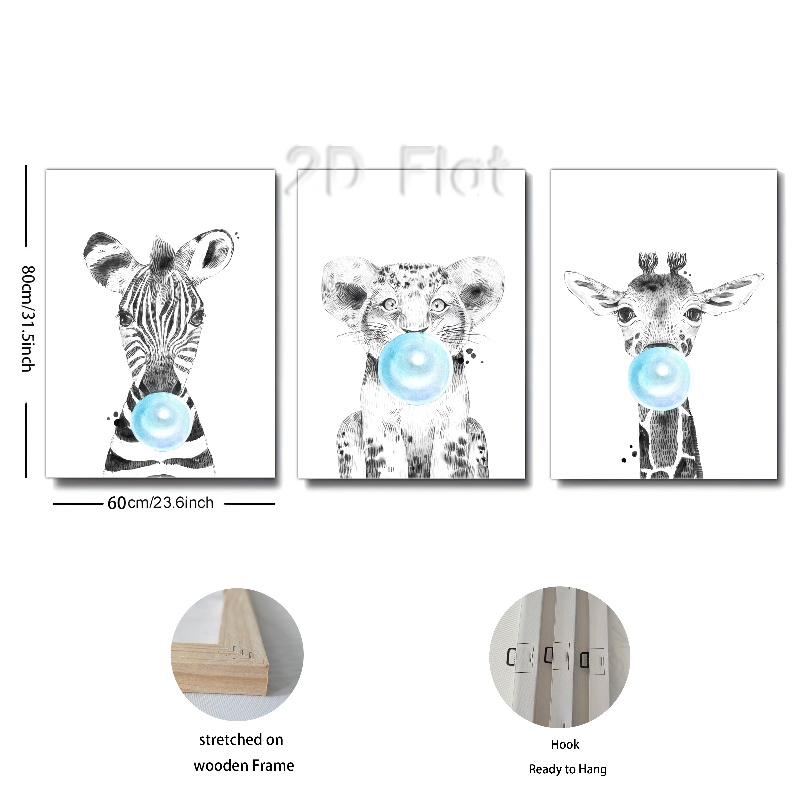 2D Flat
80cm/31.5inch
60cm/23.6inch
stretched on
wooden Frame
Hook
Ready to Hang